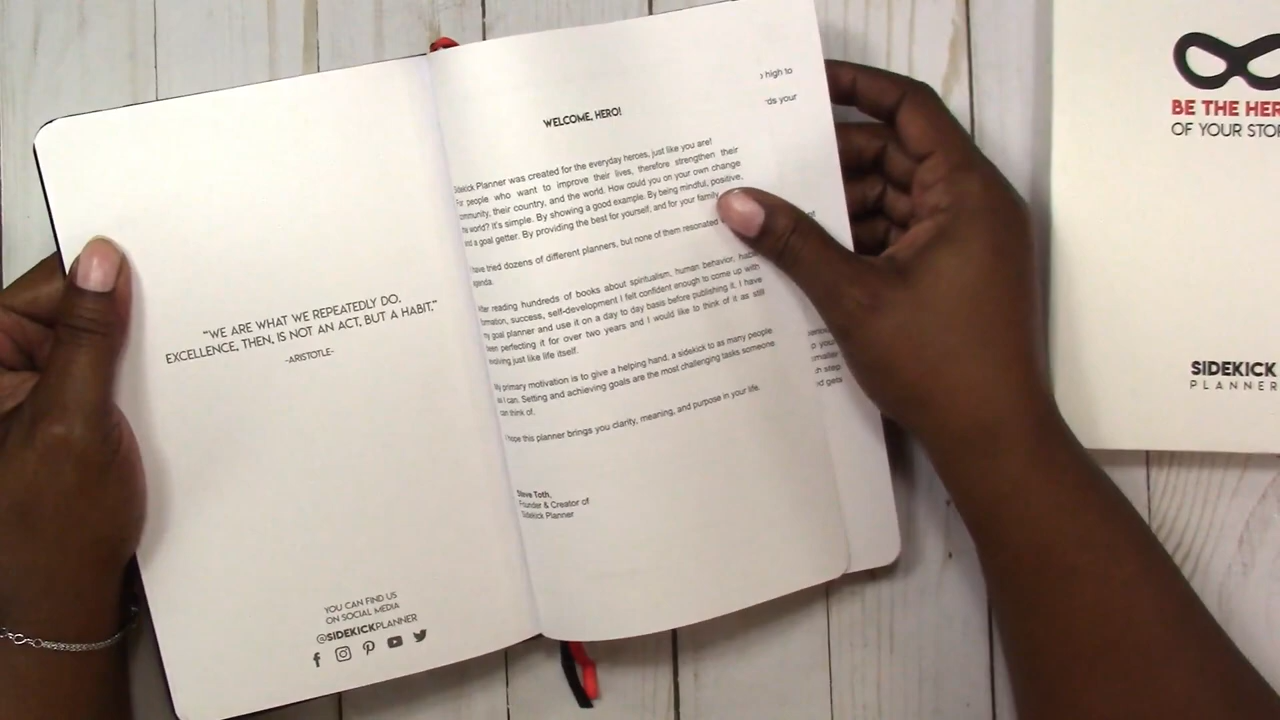 "WE ARE WHAT WE REPEATEDLY DO.
EXCELLENCE, THEN, IS NOT AN ACT, BUT A HABIT."
-ARISTOTLE-
YOU CAN FIND US
ON SOCIAL MEDIA
@SIDEKICKPLANNER
WELCOME, HERO!
Sidekick Planner was created for the everyday heroes, just like you are!
For people who want to improve their lives, therefore strengthen their
community, their country, and the world. How could you on your own change
the world? It's simple. By showing a good example. By being mindful, positive,
and a goal getter. By providing the best for yourself, and for your family
have tried dozens of different planners, but none of them resonated
agenda.
After reading hundreds of books about spiritualism, human behavior, habit
formation, success, self-development I felt confident enough to come up with
my goal planner and use it on a day to day basis before publishing it. I have
been perfecting it for over two years and I would like to think of it as still
evolving just like life itself.
My primary motivation is to give a helping hand, a sidekick to as many people
as I can. Setting and achieving goals are the most challenging tasks someone
can think of.
I hope this planner brings you clarity, meaning, and purpose in your life.
Steve Toth,
Founder & Creator of
Sidekick Planner
high to
your
BE THE HER
OF YOUR STOR
SIDEKICK
PLANNER